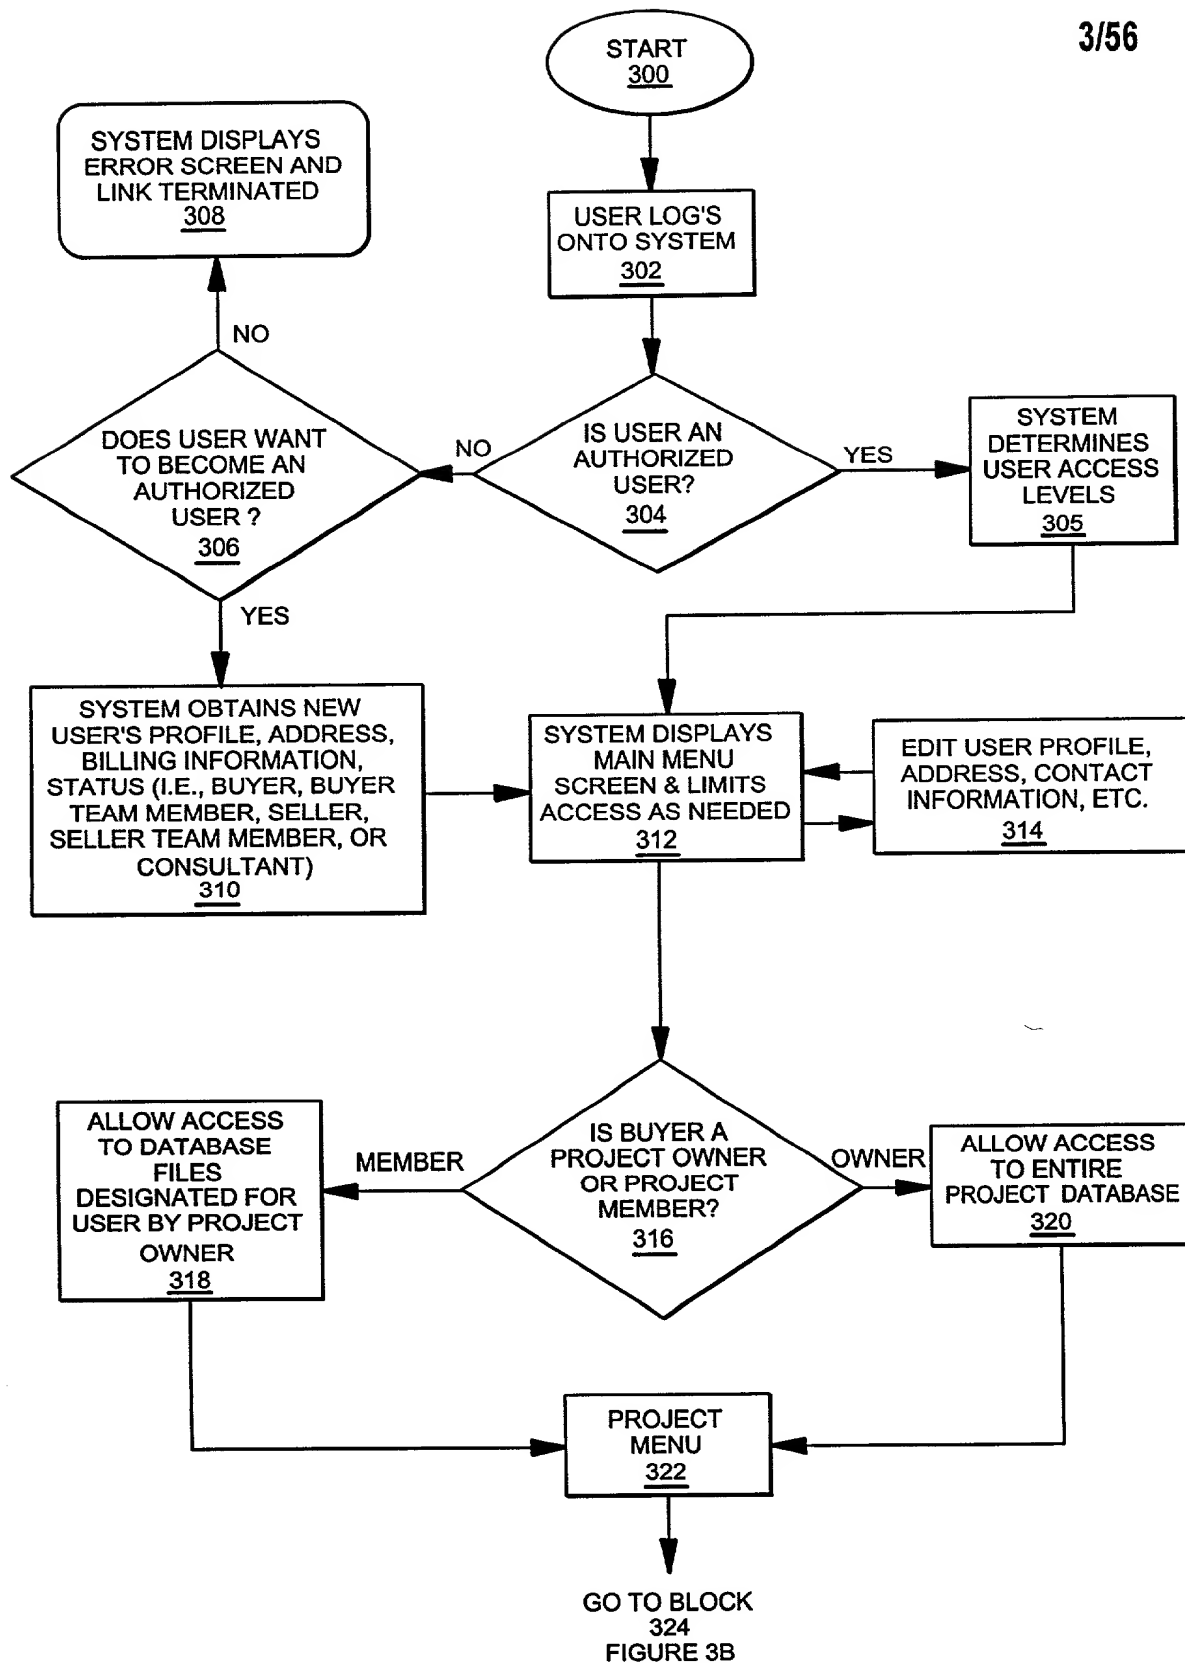 3/56
START
300
SYSTEM DISPLAYS
ERROR SCREEN AND
LINK TERMINATED
308
USER LOG'S
ONTO SYSTEM
302
NO
DOES USER WANT
TO BECOME AN
AUTHORIZED
USER ?
306
NO
IS USER AN
AUTHORIZED
USER?
304
YES
SYSTEM
DETERMINES
USER ACCESS
LEVELS
305
YES
SYSTEM OBTAINS NEW
USER'S PROFILE, ADDRESS,
BILLING INFORMATION,
STATUS (I.E., BUYER, BUYER
TEAM MEMBER, SELLER,
SELLER TEAM MEMBER, OR
CONSULTANT)
310
SYSTEM DISPLAYS
MAIN MENU
SCREEN & LIMITS
ACCESS AS NEEDED
312
EDIT USER PROFILE,
ADDRESS, CONTACT
INFORMATION, ETC.
314
ALLOW ACCESS
TO DATABASE
FILES
DESIGNATED FOR
USER BY PROJECT
OWNER
318
MEMBER
IS BUYER A
PROJECT OWNER
OR PROJECT
MEMBER?
316
OWNER
ALLOW ACCESS
TO ENTIRE
PROJECT DATABASE
320
PROJECT
MENU
322
GO TO BLOCK
324
FIGURE 3B